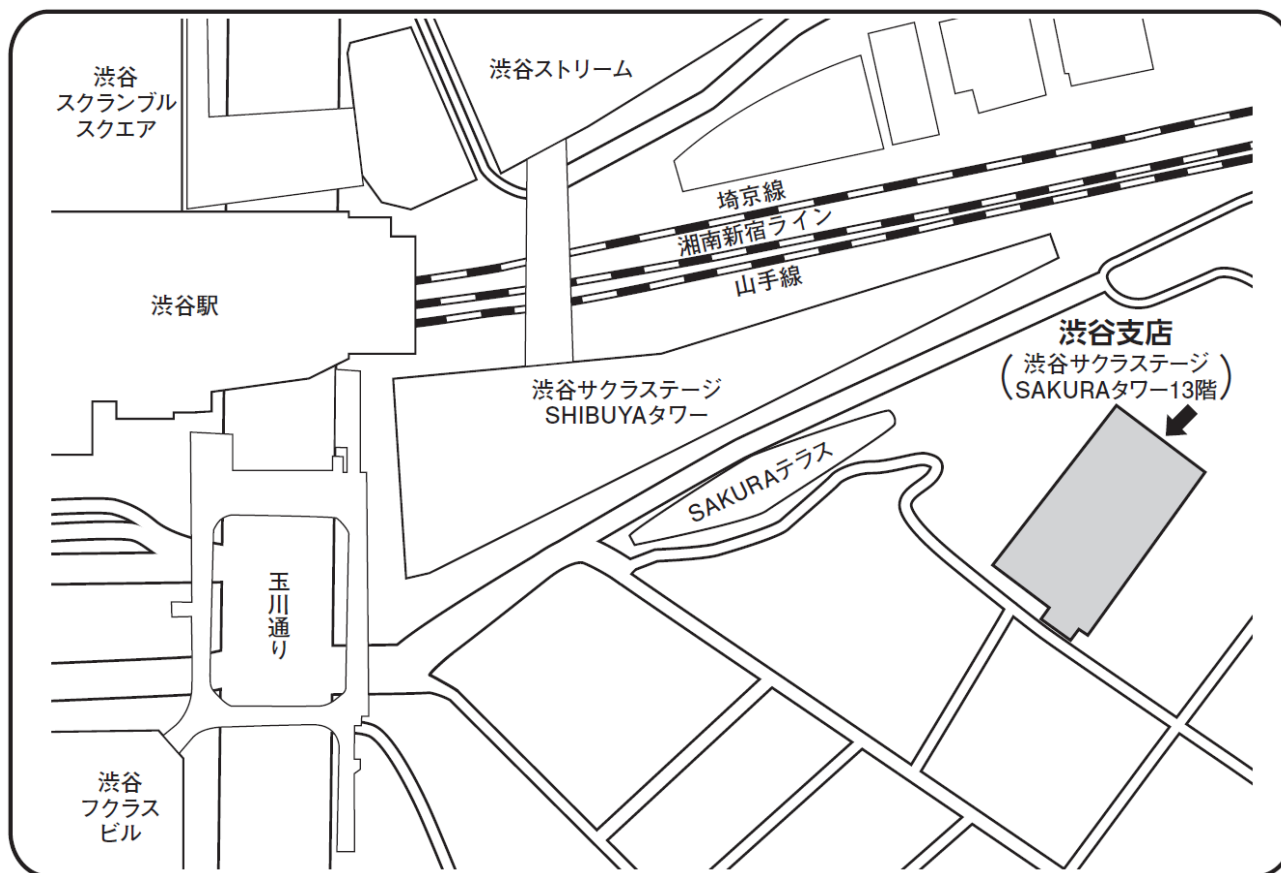 渋谷
スクランブル
スクエア
渋谷ストリーム
埼京線
湘南新宿ライン
山手線
渋谷駅
渋谷支店
(渋谷サクラステージ
SAKURAタワー13階)
渋谷サクラステージ
SHIBUYAタワー
SAKURAテラス
玉川通り
渋谷
フクラス
ビル